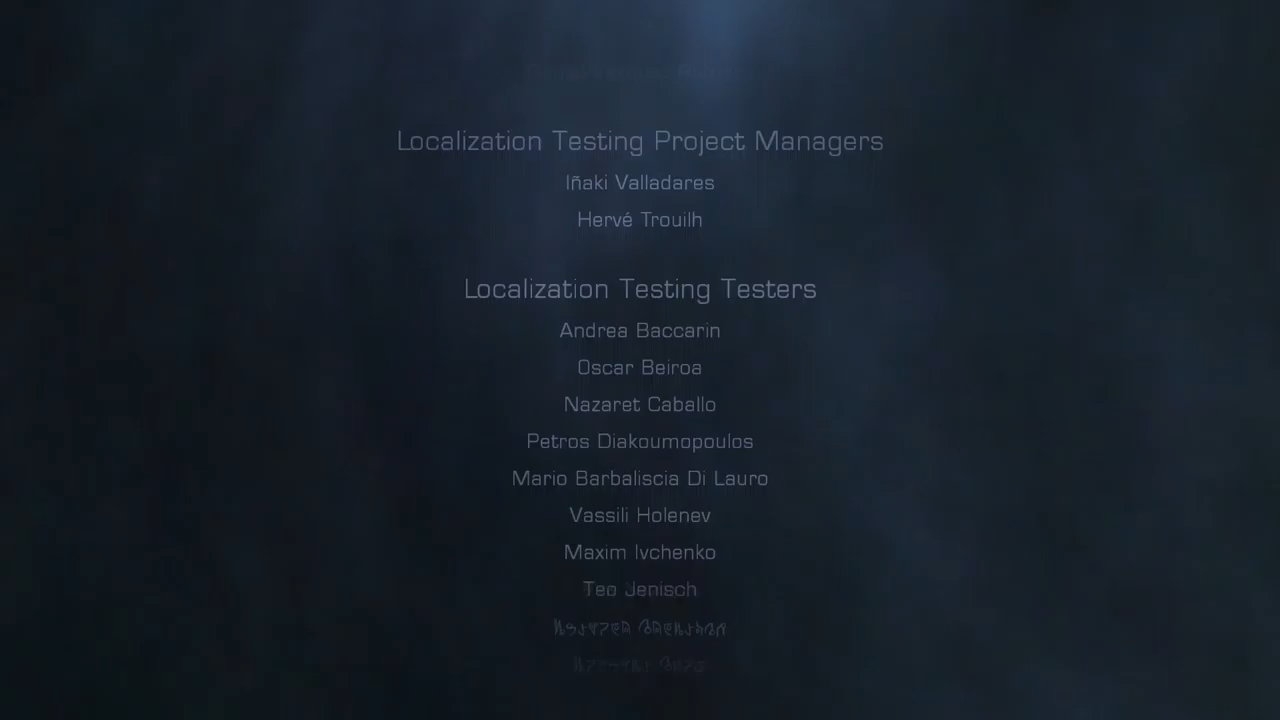 Localization Testing Project Managers
Iñaki Valladares
Hervé Trouilh
Localization Testing Testers
Andrea Baccarin
Oscar Beiroa
Nazaret Caballo
Petros Diakoumopoulos
Mario Barbaliscia Di Lauro
Vassili Holenev
Maxim Ivchenko
Teo Jenisch